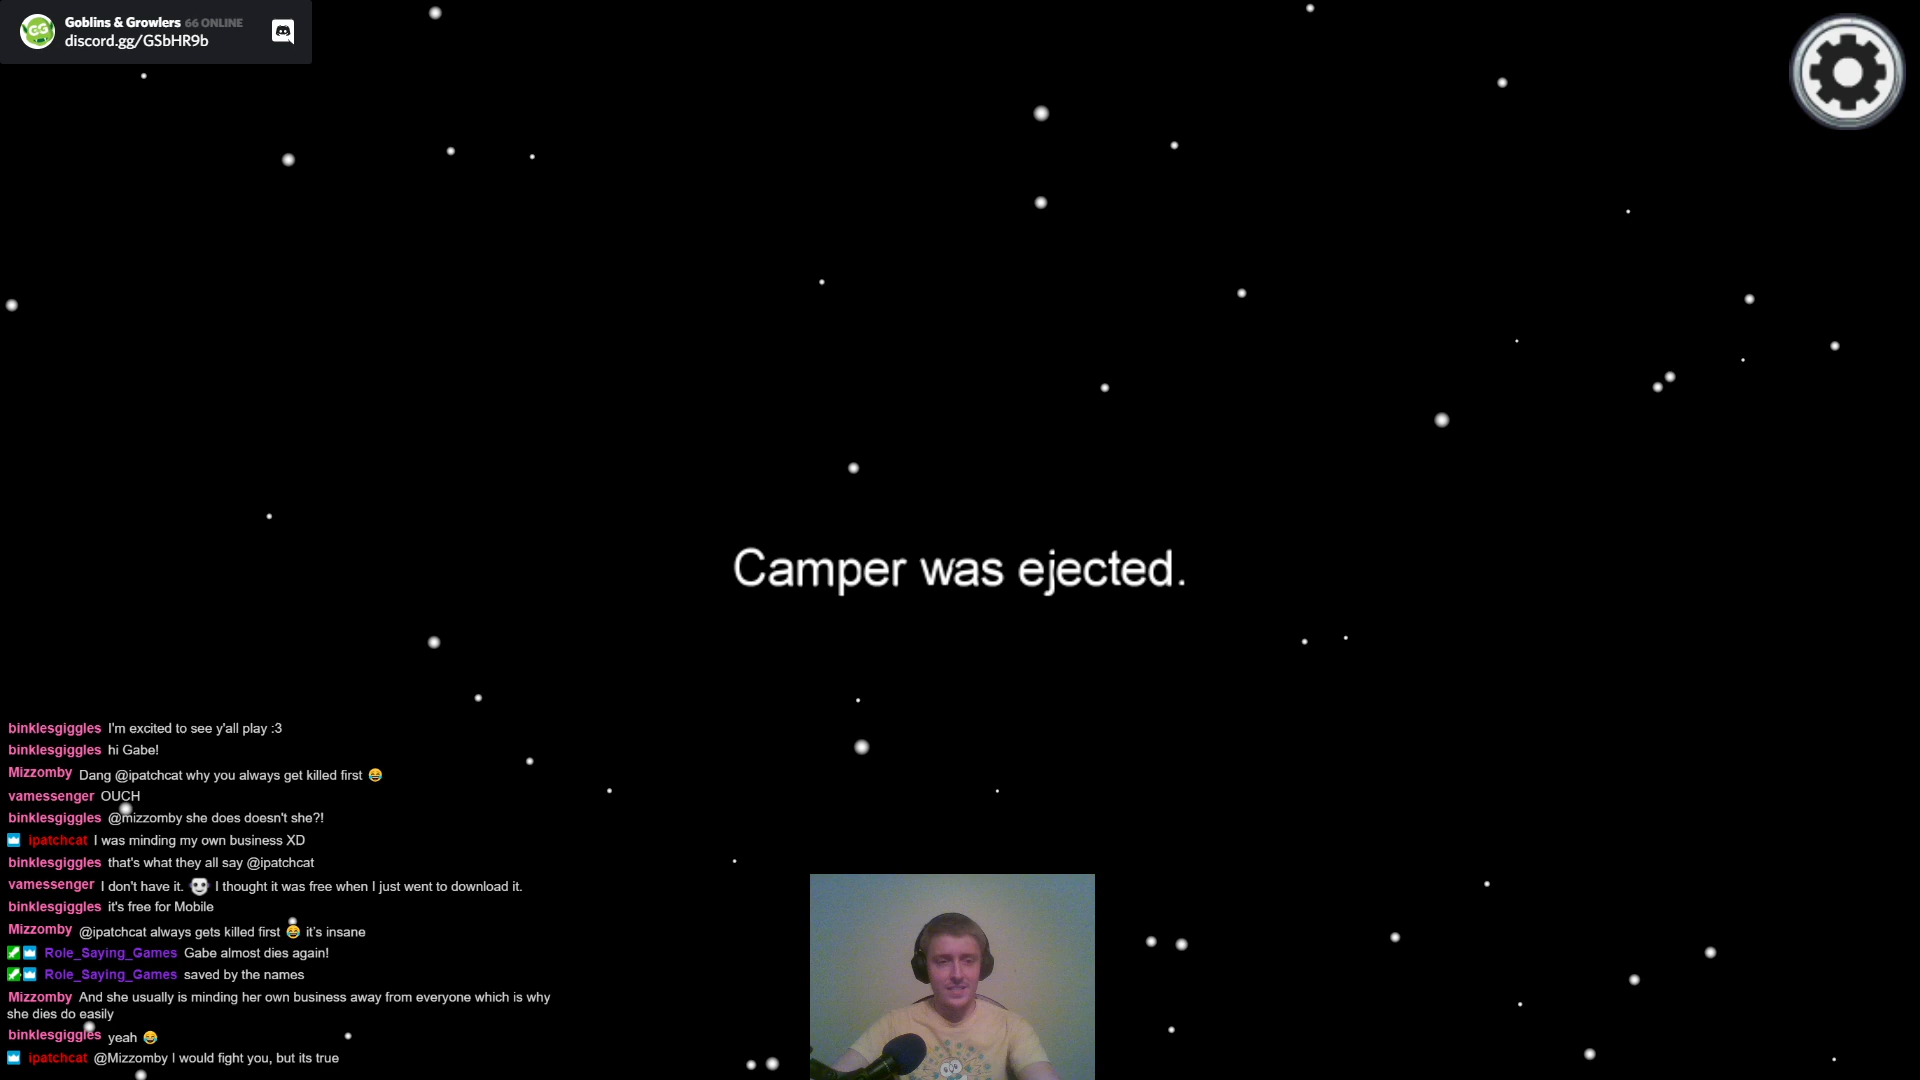 Goblins & Growlers 66 ONLINE
discord.gg/GSbHR9b
GG
Camper was ejected.
binklesgiggles I'm excited to see y'all play :3
binklesgiggles hi Gabe!
Mizzomby Dang @ipatchcat why you always get killed first 😂
vamessenger OUCH
binklesgiggles @mizzomby she does doesn't she?!
ipatchcat I was minding my own business XD
binklesgiggles that's what they all say @ipatchcat
vamessenger I don't have it. I thought it was free when I just went to download it.
binklesgiggles it's free for Mobile
Mizzomby @ipatchcat always gets killed first 😂 it's insane
Role_Saying_Games Gabe almost dies again!
Role_Saying_Games saved by the names
Mizzomby And she usually is minding her own business away from everyone which is why
she dies do easily
binklesgiggles yeah 😂
ipatchcat @Mizzomby I would fight you, but its true